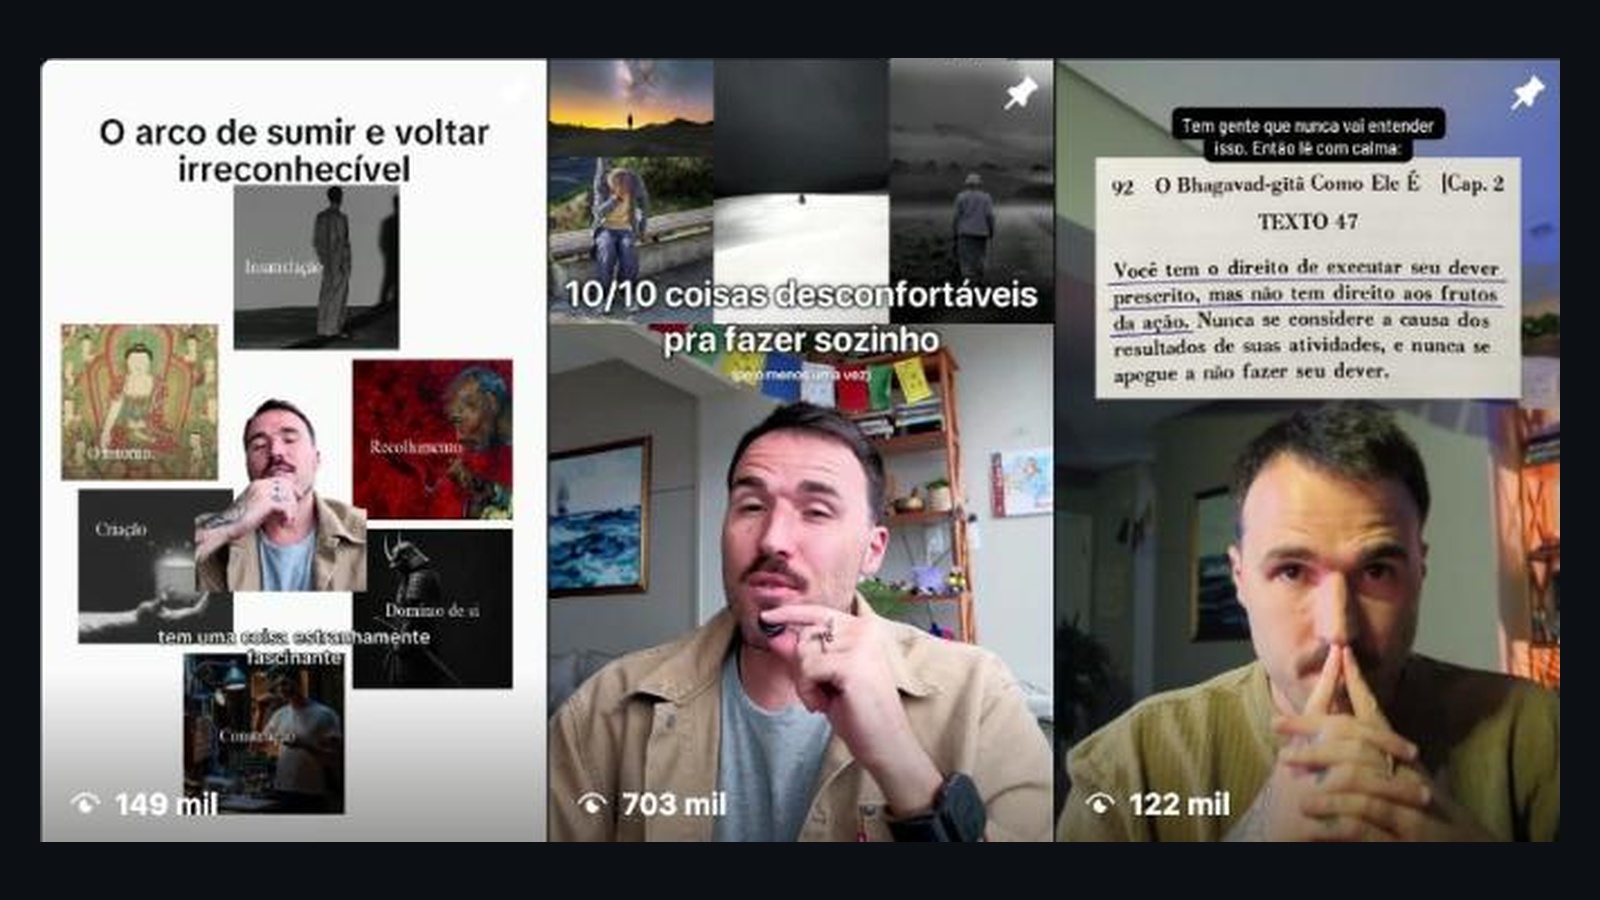 O arco de sumir e voltar
irreconhecível
Insatisfação
Recolhimento
Criação
Domínio de si
tem uma coisa estranhamente
fascinante
149 mil
10/10 coisas desconfortáveis
pra fazer sozinho
(pelo menos uma vez)
703 mil
Tem gente que nunca vai entender
isso. Então lê com calma:
92 O Bhagavad-gītā Como Ele É [Cap. 2
TEXTO 47
Você tem o direito de executar seu dever
prescrito, mas não tem direito aos frutos
da ação. Nunca se considere a causa dos
resultados de suas atividades, e nunca se
apegue a não fazer seu dever.
122 mil